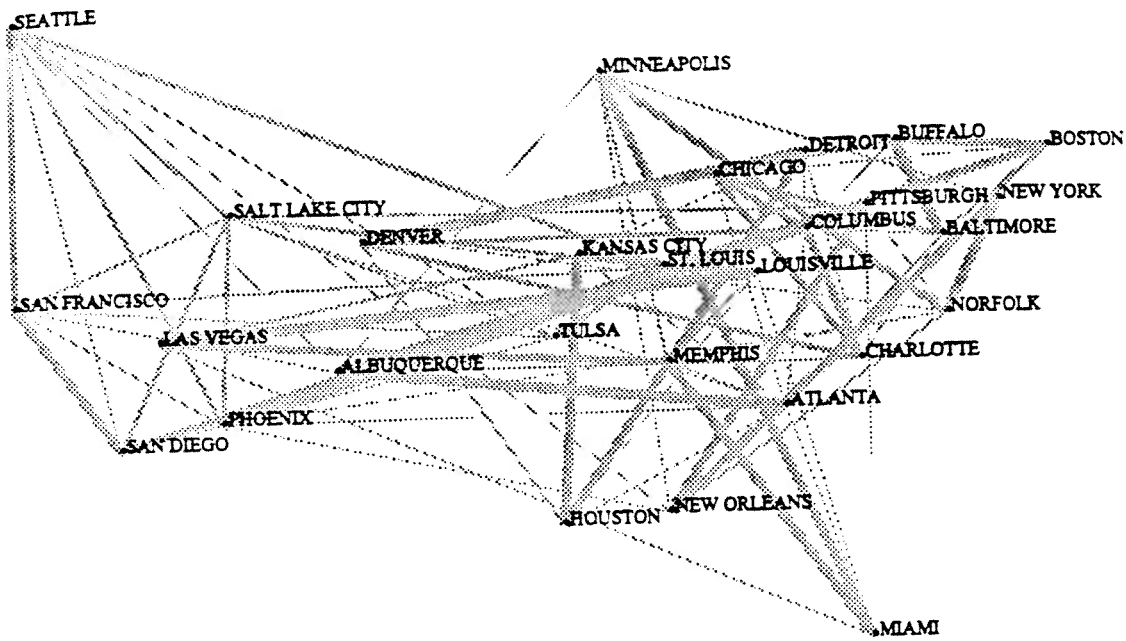 SEATTLE
MINNEAPOLIS
BUFFALO
BOSTON
DETROIT
CHICAGO
PITTSBURGH
NEW YORK
SALT LAKE CITY
COLUMBUS
BALTIMORE
DENVER
KANSAS CITY
ST. LOUIS
LOUISVILLE
SAN FRANCISCO
NORFOLK
LAS VEGAS
TULSA
CHARLOTTE
MEMPHIS
ALBUQUERQUE
ATLANTA
PHOENIX
SAN DIEGO
NEW ORLEANS
HOUSTON
MIAMI